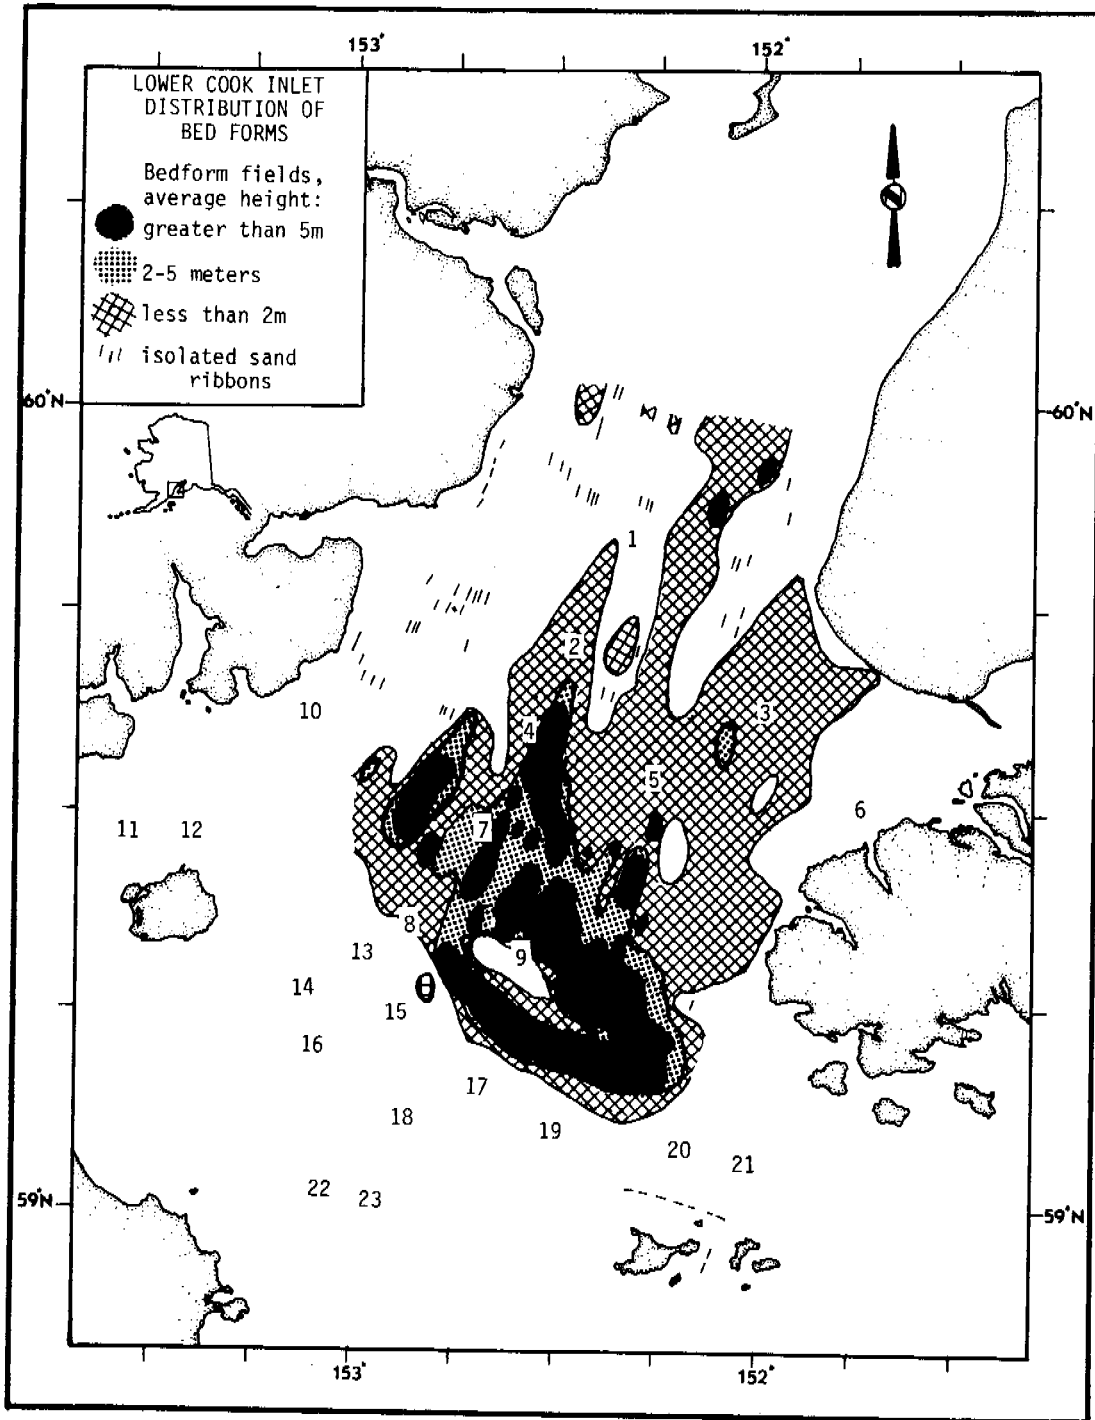 153°
152°
LOWER COOK INLET
DISTRIBUTION OF
BED FORMS
Bedform fields,
average height:
greater than 5m
2-5 meters
less than 2m
isolated sand
ribbons
60°N
60°N
1
2
10
3
4
5
6
11
12
7
8
13
9
14
15
16
17
18
19
20
21
22
23
59°N
59°N
153°
152°